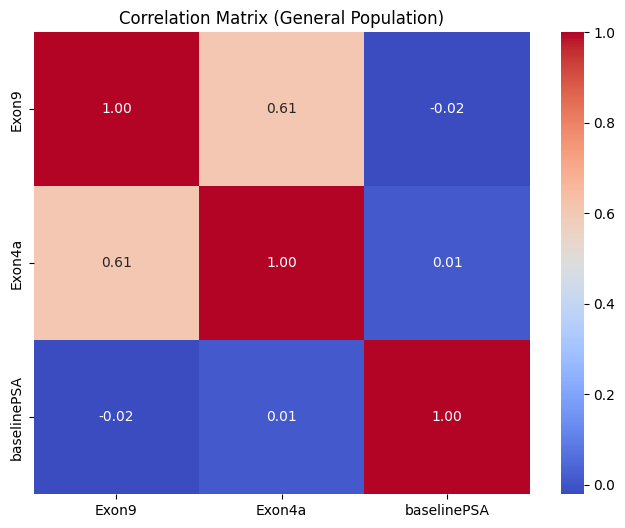 Correlation Matrix (General Population)
Exon9
1.00
0.61
-0.02
Exon4a
0.61
1.00
0.01
baselinePSA
-0.02
0.01
1.00
Exon9
Exon4a
baselinePSA
1.0
0.8
0.6
0.4
0.2
0.0